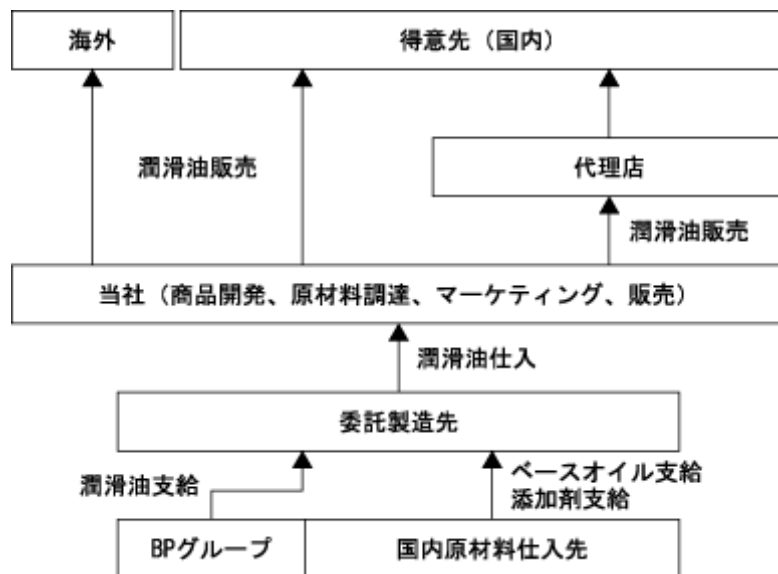 海外
得意先（国内）
潤滑油販売
代理店
潤滑油販売
当社（商品開発、原材料調達、マーケティング、販売）
潤滑油仕入
委託製造先
潤滑油支給
ベースオイル支給
添加剤支給
BPグループ
国内原材料仕入先